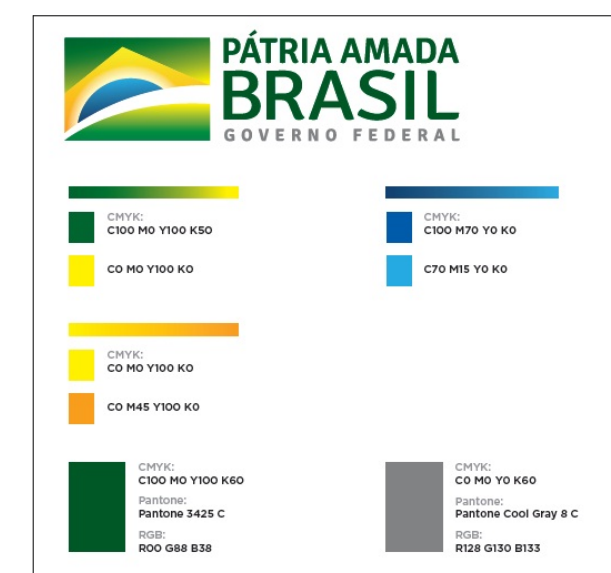 PÁTRIA AMADA
BRASIL
GOVERNO FEDERAL
CMYK:
C100 M0 Y100 K50
C0 M0 Y100 K0
CMYK:
C100 M70 Y0 K0
C70 M15 Y0 K0
CMYK:
C0 M0 Y100 K0
C0 M45 Y100 K0
CMYK:
C100 M0 Y100 K60
Pantone:
Pantone 3425 C
RGB:
R00 G88 B38
CMYK:
C0 M0 Y0 K60
Pantone:
Pantone Cool Gray 8 C
RGB:
R128 G130 B133